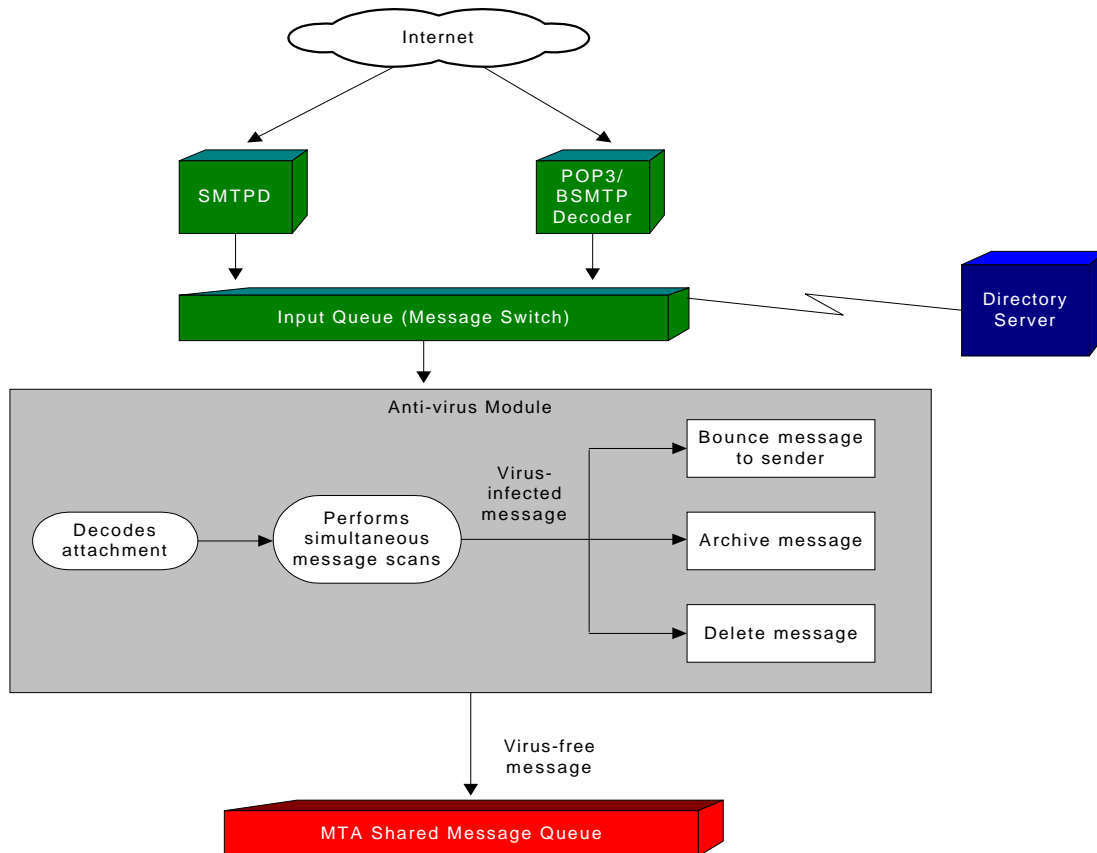 Internet
SMTPD
POP3/
BSMTP
Decoder
Input Queue (Message Switch)
Directory
Server
Anti-virus Module
Bounce message
to sender
Virus-
infected
message
Decodes
attachment
Performs
simultaneous
message scans
Archive message
Delete message
Virus-free
message
MTA Shared Message Queue